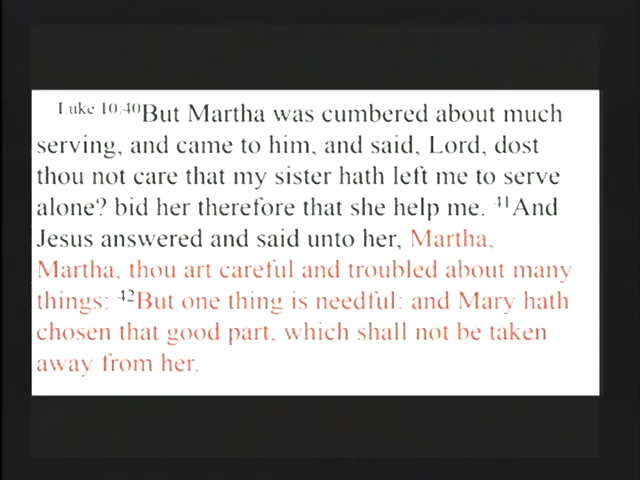 Luke 10:40But Martha was cumbered about much
serving, and came to him, and said, Lord, dost
thou not care that my sister hath left me to serve
alone? bid her therefore that she help me. 41And
Jesus answered and said unto her, Martha,
Martha, thou art careful and troubled about many
things: 42But one thing is needful: and Mary hath
chosen that good part, which shall not be taken
away from her.